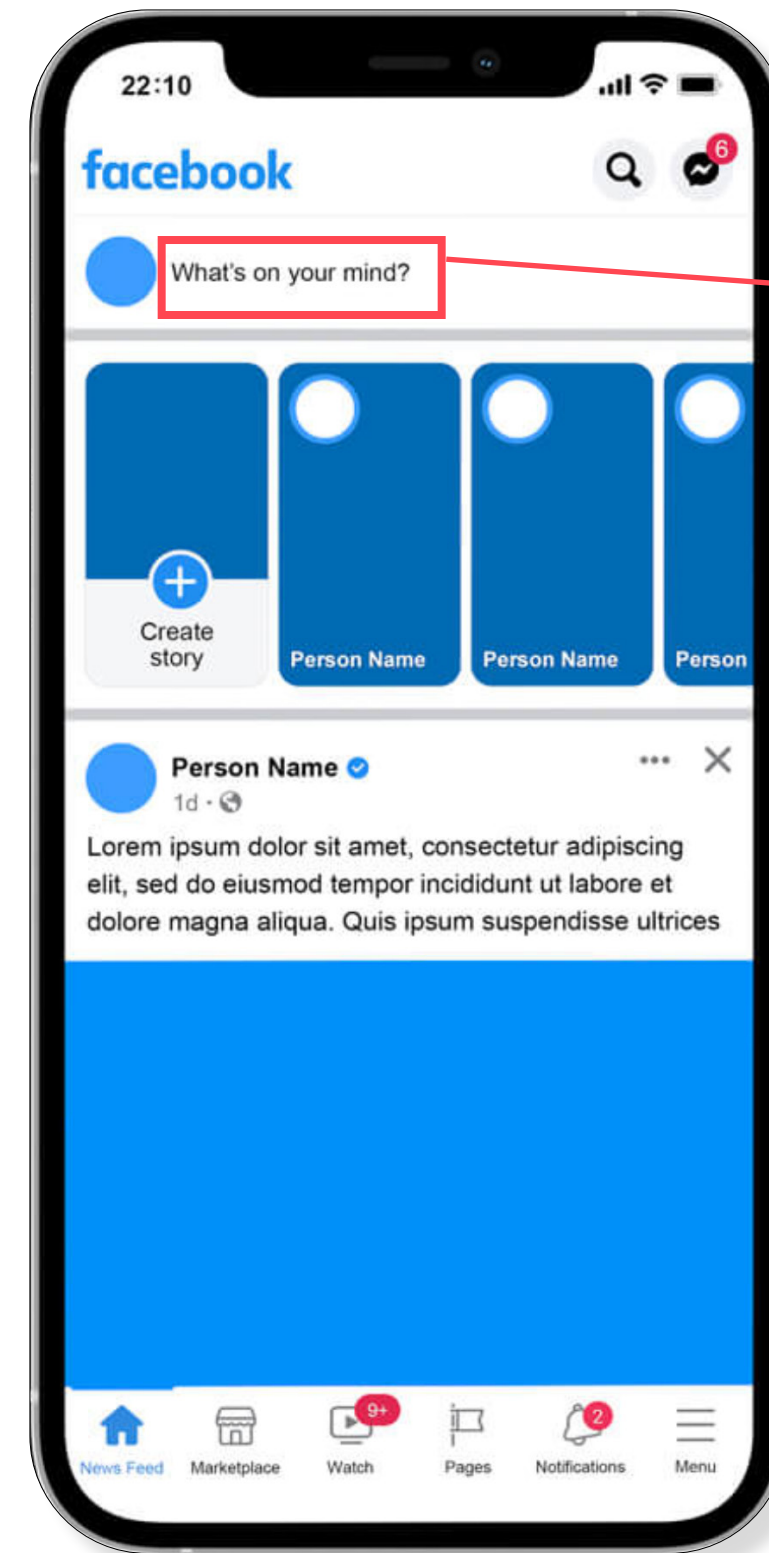 22:10
facebook
6
What's on your mind?
Create
story
Person Name
Person Name
Person
Person Name
1d
Lorem ipsum dolor sit amet, consectetur adipiscing
elit, sed do eiusmod tempor incididunt ut labore et
dolore magna aliqua. Quis ipsum suspendisse ultrices
9+
2
News Feed
Marketplace
Watch
Pages
Notifications
Menu